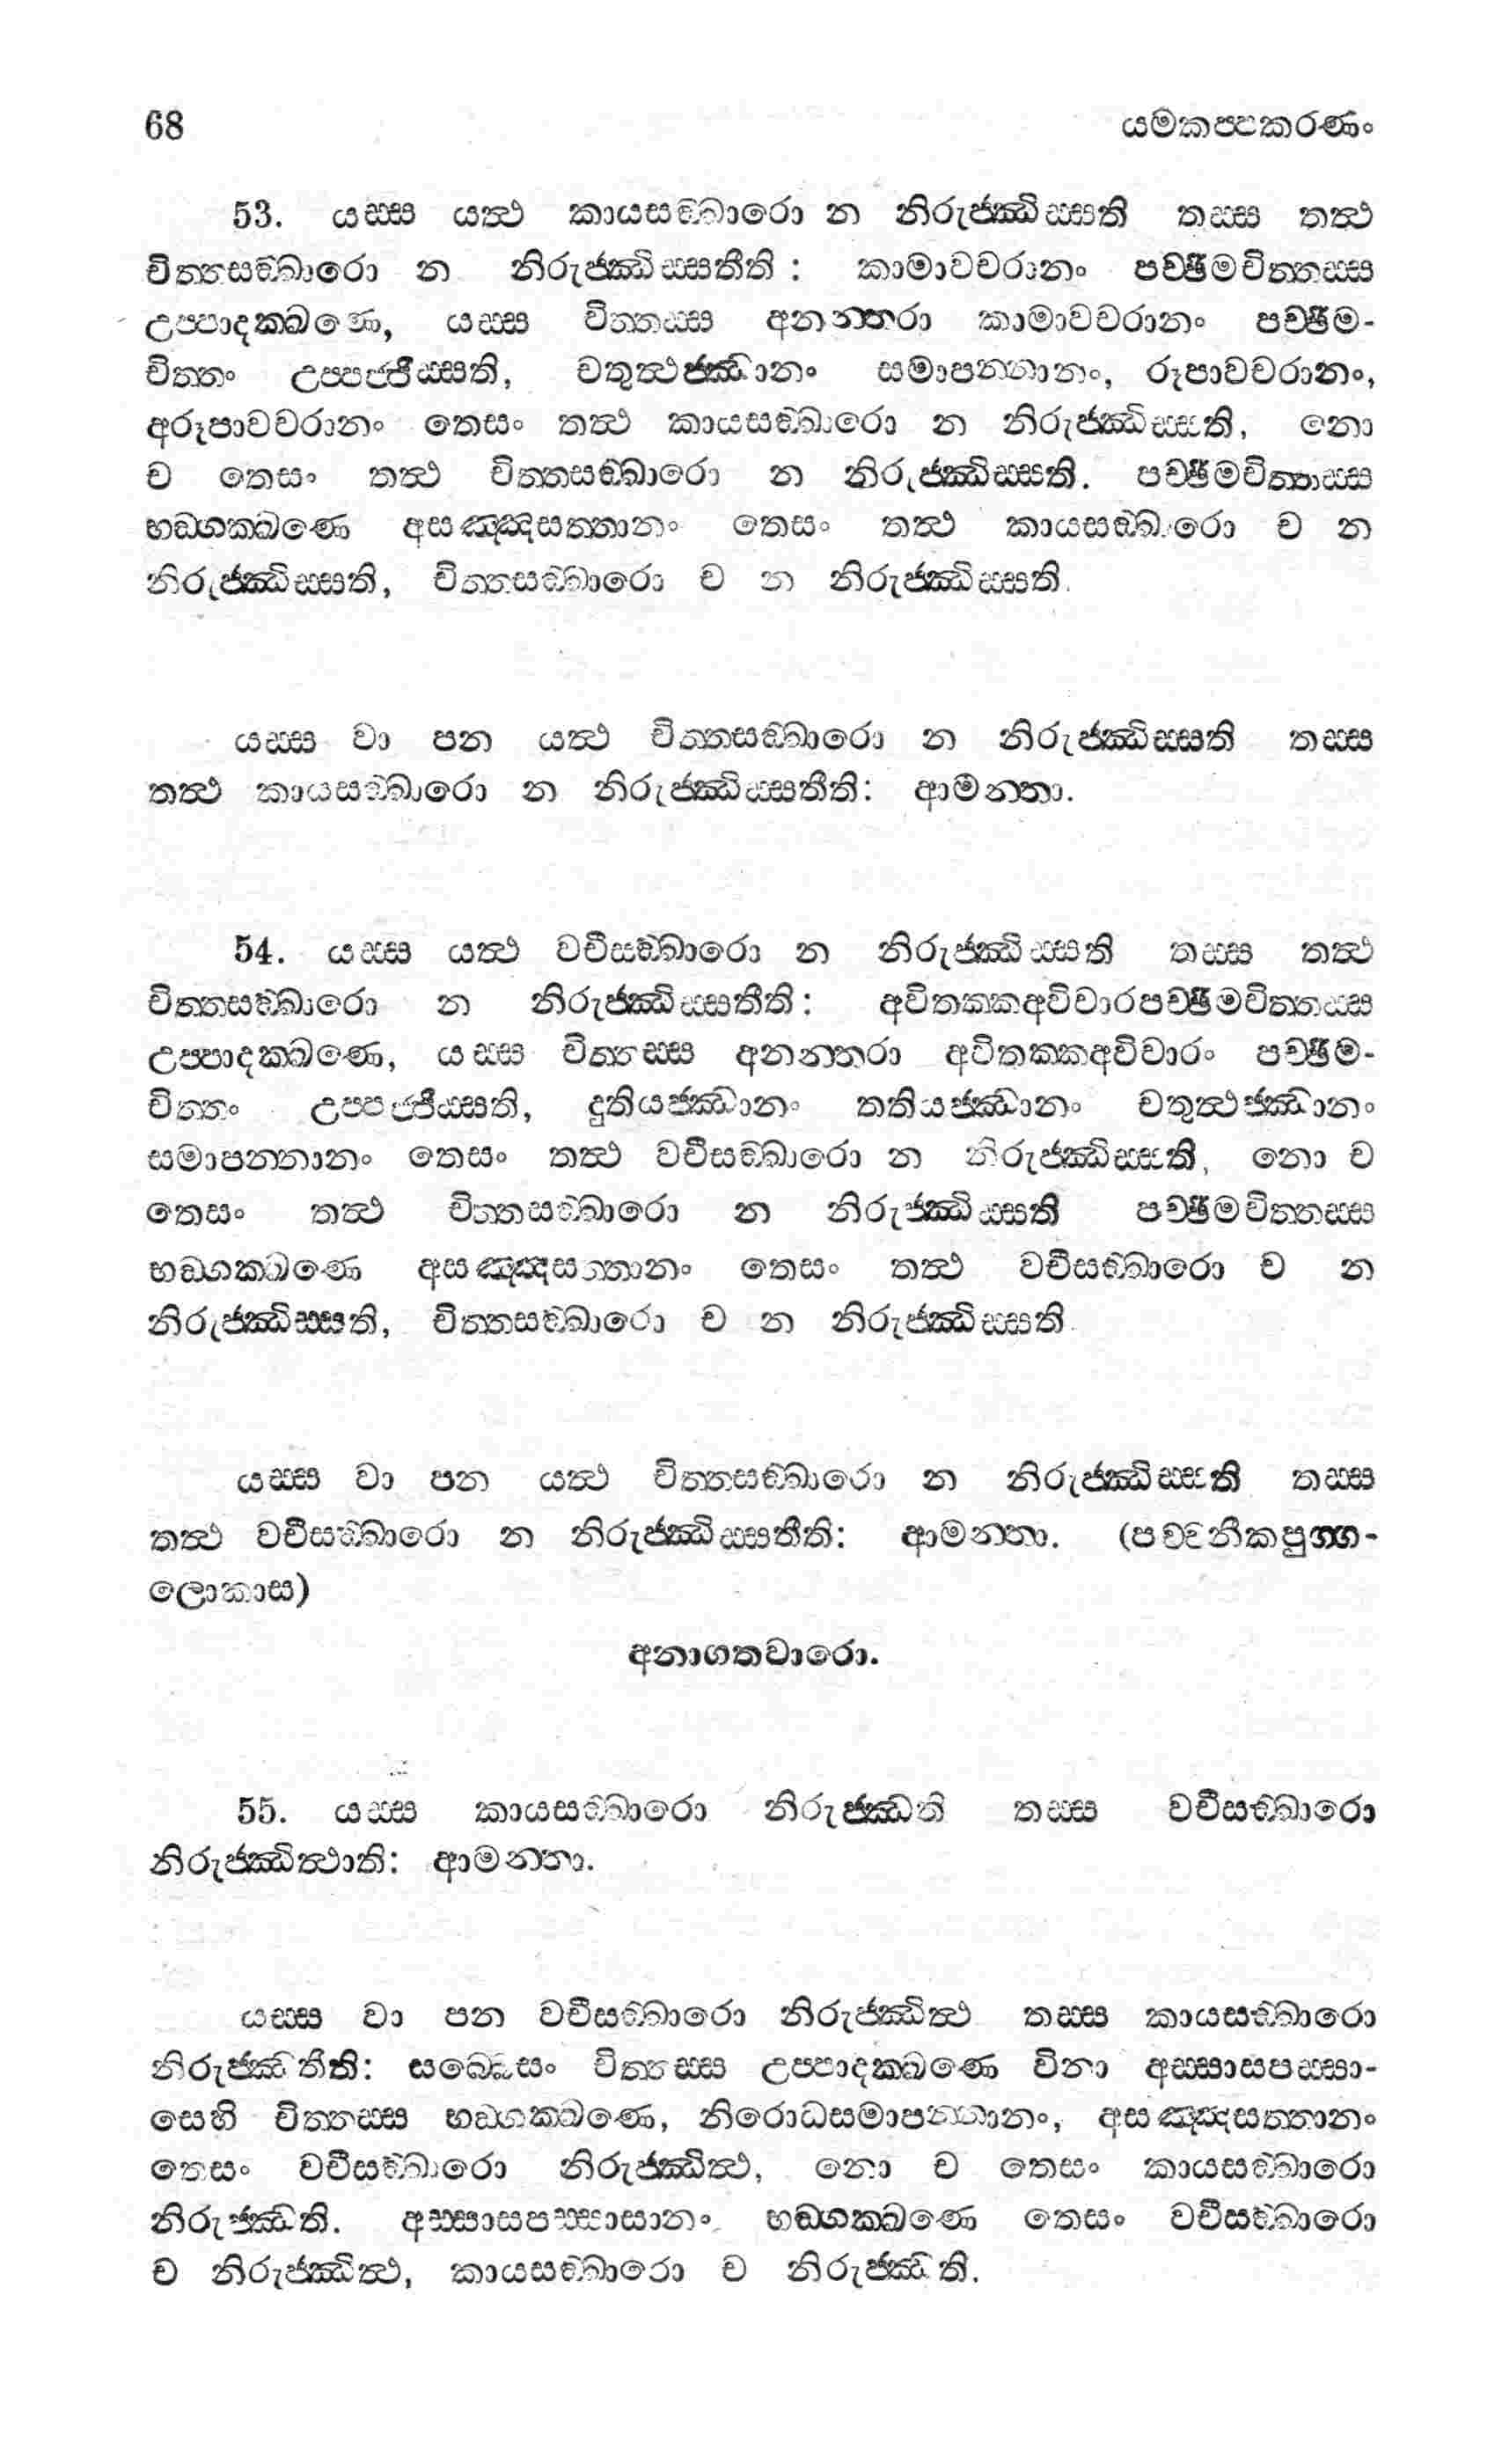 68 යමකප්පකරණං
53. යස්ස යත්ථ කායසඞ්ඛාරො න නිරුජ්ඣිස්සති තස්ස තත්ථ
චිත්තසඞ්ඛාරො න නිරුජ්ඣිස්සතීති : කාමාවචරානං පච්ඡිමචිත්තස්ස
උප්පාදක්ඛණෙ, යස්ස චිත්තස්ස අනන්තරා කාමාවචරානං පච්ඡිම-
චිත්තං උප්පජ්ජිස්සති, චතුත්ථජ්ඣානං සමාපන්නානං, රූපාවචරානං,
අරූපාවචරානං තෙසං තත්ථ කායසඞ්ඛාරො න නිරුජ්ඣිස්සති, නො
ච තෙසං තත්ථ චිත්තසඞ්ඛාරො න නිරුජ්ඣිස්සති. පච්ඡිමචිත්තස්ස
භඞ්ගක්ඛණෙ අසඤ්ඤසත්තානං තෙසං තත්ථ කායසඞ්ඛාරො ච න
නිරුජ්ඣිස්සති, චිත්තසඞ්ඛාරො ච න නිරුජ්ඣිස්සති.
යස්ස වා පන යත්ථ චිත්තසඞ්ඛාරො න නිරුජ්ඣිස්සති තස්ස
තත්ථ කායසඞ්ඛාරො න නිරුජ්ඣිස්සතීති: ආමන්තා.
54. යස්ස යත්ථ වචීසඞ්ඛාරො න නිරුජ්ඣිස්සති තස්ස තත්ථ
චිත්තසඞ්ඛාරො න නිරුජ්ඣිස්සතීති: අවිතක්කඅවිචාරපච්ඡිමචිත්තස්ස
උප්පාදක්ඛණෙ, යස්ස චිත්තස්ස අනන්තරා අවිතක්කඅවිචාරං පච්ඡිම-
චිත්තං උප්පජ්ජිස්සති, දුතියජ්ඣානං තතියජ්ඣානං චතුත්ථජ්ඣානං
සමාපන්නානං තෙසං තත්ථ වචීසඞ්ඛාරො න නිරුජ්ඣිස්සති, නො ච
තෙසං තත්ථ චිත්තසඞ්ඛාරො න නිරුජ්ඣිස්සති පච්ඡිමචිත්තස්ස
භඞ්ගක්ඛණෙ අසඤ්ඤසත්තානං තෙසං තත්ථ වචීසඞ්ඛාරො ච න
නිරුජ්ඣිස්සති, චිත්තසඞ්ඛාරො ච න නිරුජ්ඣිස්සති.
යස්ස වා පන යත්ථ චිත්තසඞ්ඛාරො න නිරුජ්ඣිස්සති තස්ස
තත්ථ වචීසඞ්ඛාරො න නිරුජ්ඣිස්සතීති: ආමන්තා. (පච්චනීකපුග්ග-
ලොකාස)
අනාගතවාරො.
55. යස්ස කායසඞ්ඛාරො නිරුජ්ඣති තස්ස වචීසඞ්ඛාරො
නිරුජ්ඣිත්ථාති: ආමන්තා.
යස්ස වා පන වචීසඞ්ඛාරො නිරුජ්ඣිත්ථ තස්ස කායසඞ්ඛාරො
නිරුජ්ඣතීති: සබ්බෙසං චිත්තස්ස උප්පාදක්ඛණෙ විනා අස්සාසපස්සා-
සෙහි චිත්තස්ස භඞ්ගක්ඛණෙ, නිරොධසමාපන්නානං, අසඤ්ඤසත්තානං
තෙසං වචීසඞ්ඛාරො නිරුජ්ඣිත්ථ, නො ච තෙසං කායසඞ්ඛාරො
නිරුජ්ඣති. අස්සාසපස්සාසානං භඞ්ගක්ඛණෙ තෙසං වචීසඞ්ඛාරො
ච නිරුජ්ඣිත්ථ, කායසඞ්ඛාරො ච නිරුජ්ඣති.